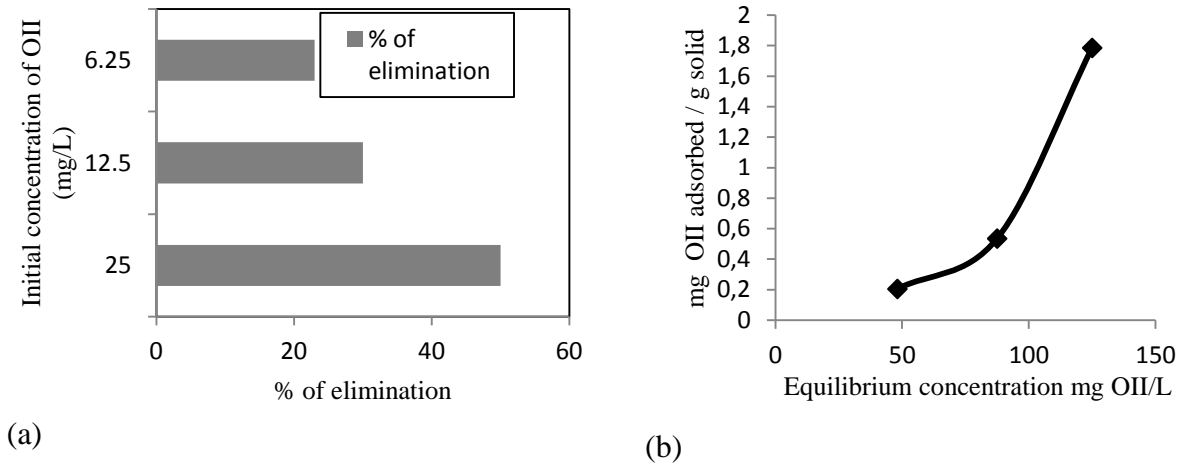 Initial concentration of OII
(mg/L)
6.25
12.5
25
0
20
40
60
% of elimination
% of
elimination
(a)
mg OII adsorbed / g solid
2
1,8
1,6
1,4
1,2
1
0,8
0,6
0,4
0,2
0
0
50
100
150
Equilibrium concentration mg OII/L
(b)